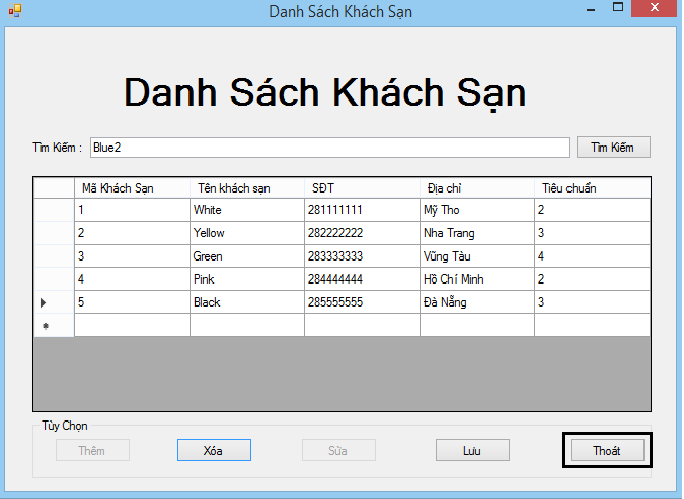 Danh Sách Khách Sạn
Danh Sách Khách Sạn
Tìm Kiếm : Blue2 Tìm Kiếm
Mã Khách Sạn Tên khách sạn SĐT Địa chỉ Tiêu chuẩn
1 White 281111111 Mỹ Tho 2
2 Yellow 282222222 Nha Trang 3
3 Green 283333333 Vũng Tàu 4
4 Pink 284444444 Hồ Chí Minh 2
5 Black 285555555 Đà Nẵng 3
Tùy Chọn
Thêm Xóa Sửa Lưu Thoát